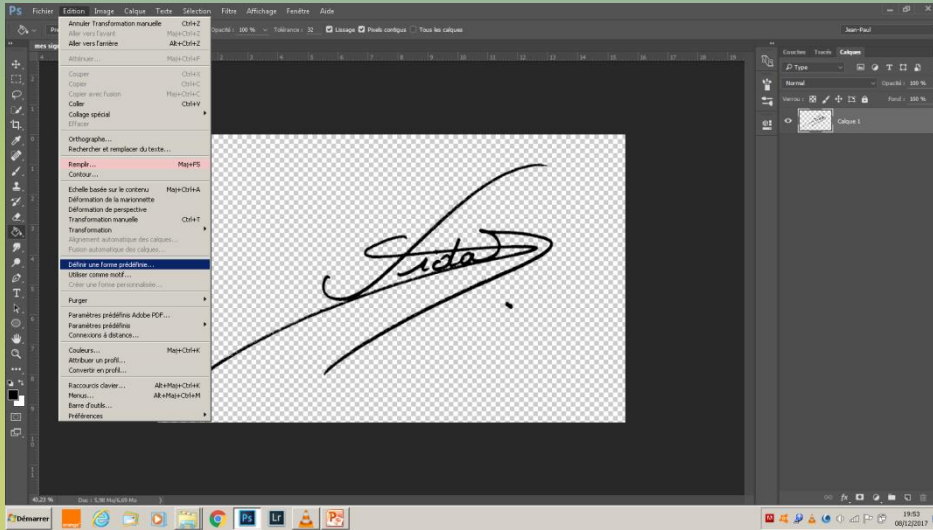 Ps Fichier Edition Image Calque Texte Sélection Filtre Affichage Fenêtre Aide
Opacité : 100 % Tolérance : 32 Lissage Pixels contigus Tous les calques Jean-Paul
Annuler Transformation manuelle Ctrl+Z
Aller vers l'avant Maj+Ctrl+Z
Aller vers l'arrière Alt+Ctrl+Z
Atténuer... Maj+Ctrl+F
Couper Ctrl+X
Copier Ctrl+C
Copier avec fusion Maj+Ctrl+C
Coller Ctrl+V
Collage spécial
Effacer
Orthographe...
Rechercher et remplacer du texte...
Remplir... Maj+F5
Contour...
Echelle basée sur le contenu Maj+Ctrl+A
Déformation de la marionnette
Déformation de perspective
Transformation manuelle Ctrl+T
Transformation
Alignement automatique des calques...
Fusion automatique des calques...
Définir une forme prédéfinie...
Utiliser comme motif...
Créer une forme personnalisée...
Purger
Paramètres prédéfinis Adobe PDF...
Paramètres prédéfinis
Connexions à distance...
Couleurs... Maj+Ctrl+K
Attribuer un profil...
Convertir en profil...
Raccourcis clavier... Alt+Maj+Ctrl+K
Menus... Alt+Maj+Ctrl+M
Barre d'outils...
Préférences
Couches Tracés Calques
Type
Normal Opacité : 100 %
Verrou : Fond : 100 %
Calque 1
40,23 %
Démarrer orange Ps Lr
19:53
08/12/2017